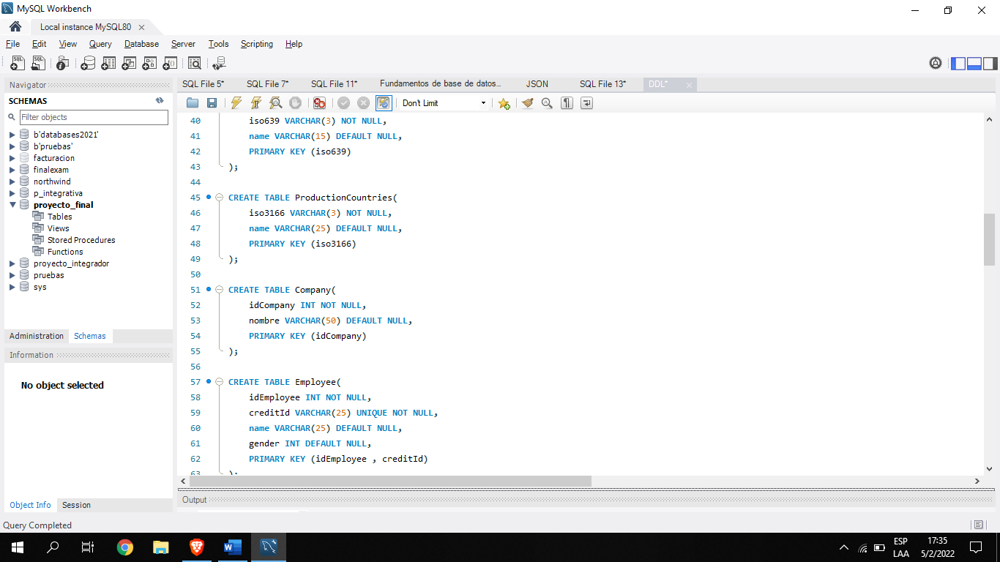 MySQL Workbench
Local instance MySQL80
File Edit View Query Database Server Tools Scripting Help
Navigator
SCHEMAS
Filter objects
b'databases2021'
b'pruebas'
facturacion
finalexam
northwind
p_integrativa
proyecto_final
Tables
Views
Stored Procedures
Functions
proyecto_integrador
pruebas
sys
Administration Schemas
Information
No object selected
Object Info Session
SQL File 5* SQL File 7* SQL File 11* Fundamentos de base de datos... JSON SQL File 13* DDL*
Don't Limit
40 iso639 VARCHAR(3) NOT NULL,
41 name VARCHAR(15) DEFAULT NULL,
42 PRIMARY KEY (iso639)
43 );
44
45 CREATE TABLE ProductionCountries(
46 iso3166 VARCHAR(3) NOT NULL,
47 name VARCHAR(25) DEFAULT NULL,
48 PRIMARY KEY (iso3166)
49 );
50
51 CREATE TABLE Company(
52 idCompany INT NOT NULL,
53 nombre VARCHAR(50) DEFAULT NULL,
54 PRIMARY KEY (idCompany)
55 );
56
57 CREATE TABLE Employee(
58 idEmployee INT NOT NULL,
59 creditId VARCHAR(25) UNIQUE NOT NULL,
60 name VARCHAR(25) DEFAULT NULL,
61 gender INT DEFAULT NULL,
62 PRIMARY KEY (idEmployee , creditId)
63 );
Output
Query Completed
ESP
LAA
17:35
5/2/2022